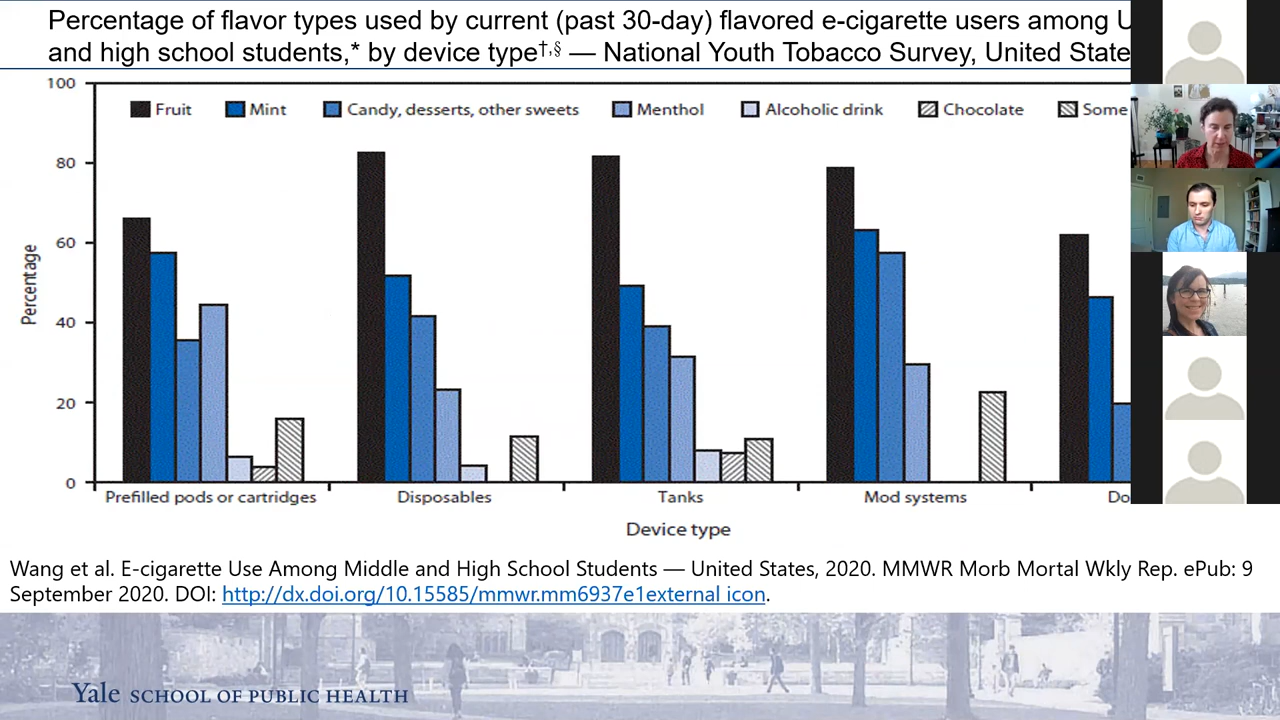 Percentage of flavor types used by current (past 30-day) flavored e-cigarette users among U
and high school students,* by device type†,§ — National Youth Tobacco Survey, United State
100
Fruit Mint Candy, desserts, other sweets Menthol Alcoholic drink Chocolate Some
80
60
40
20
0
Percentage
Prefilled pods or cartridges Disposables Tanks Mod systems Do
Device type
Wang et al. E-cigarette Use Among Middle and High School Students — United States, 2020. MMWR Morb Mortal Wkly Rep. ePub: 9
September 2020. DOI: http://dx.doi.org/10.15585/mmwr.mm6937e1external icon.
Yale SCHOOL OF PUBLIC HEALTH